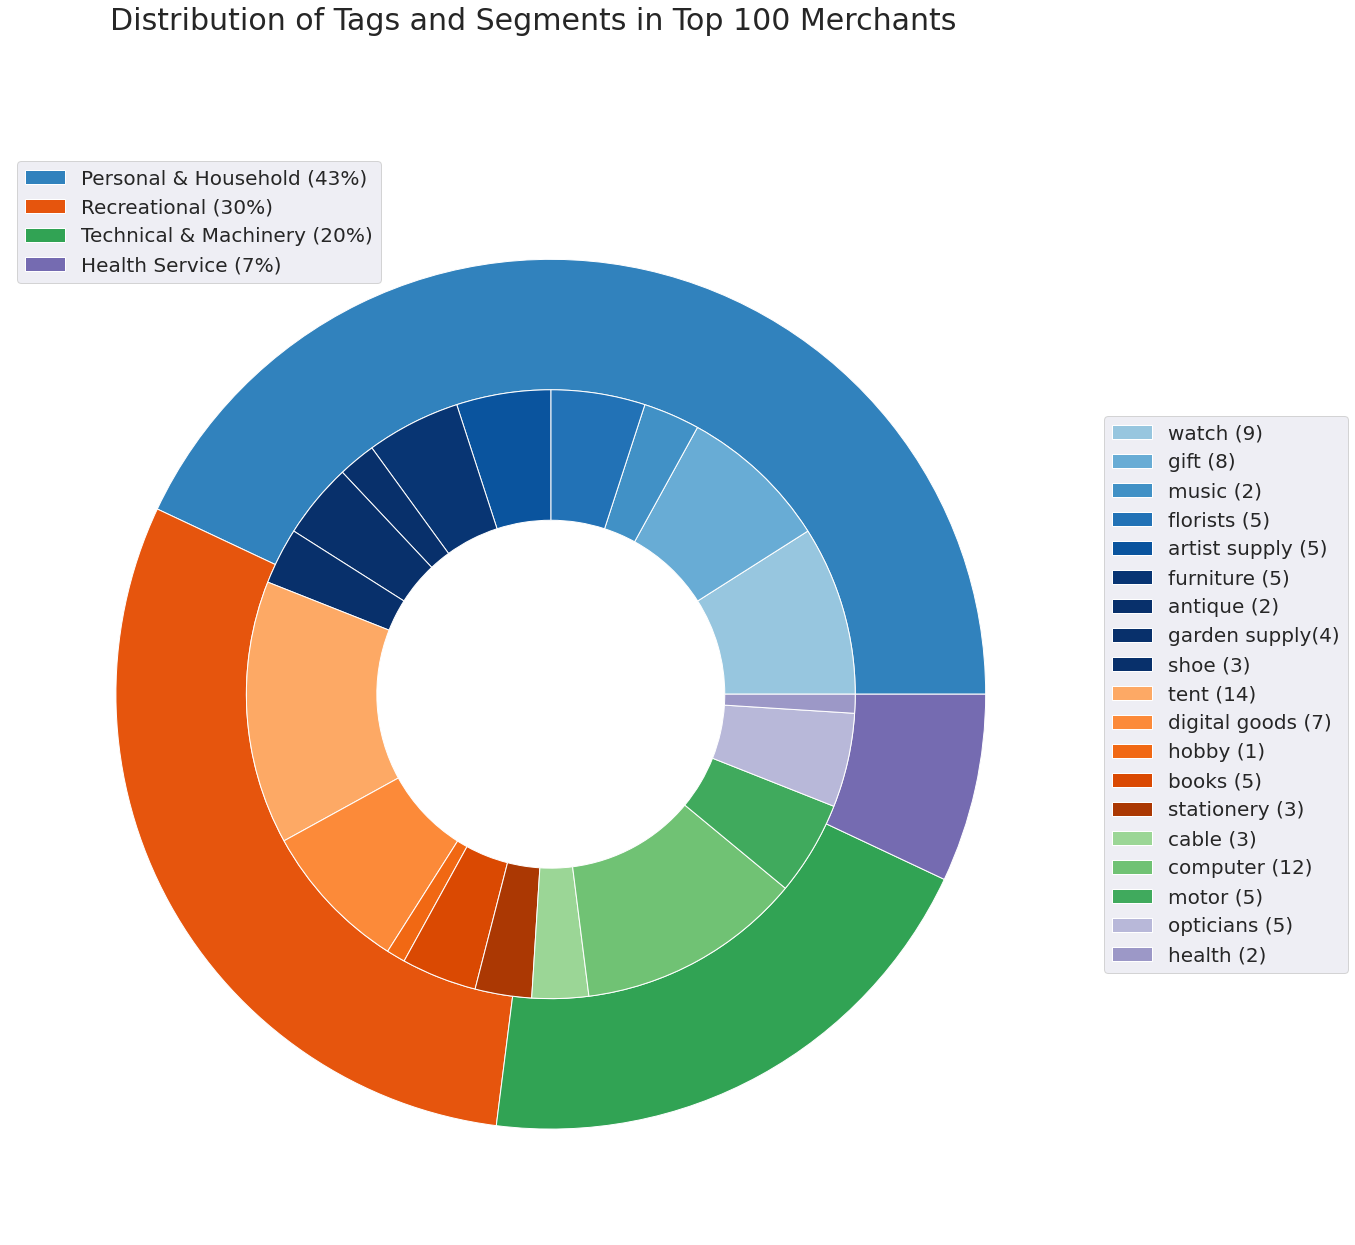 Distribution of Tags and Segments in Top 100 Merchants
Personal & Household (43%)
Recreational (30%)
Technical & Machinery (20%)
Health Service (7%)
watch (9)
gift (8)
music (2)
florists (5)
artist supply (5)
furniture (5)
antique (2)
garden supply(4)
shoe (3)
tent (14)
digital goods (7)
hobby (1)
books (5)
stationery (3)
cable (3)
computer (12)
motor (5)
opticians (5)
health (2)